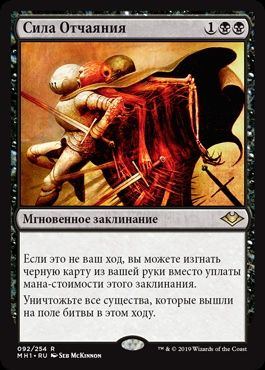 Сила Отчаяния 1
Мгновенное заклинание
Если это не ваш ход, вы можете изгнать
черную карту из вашей руки вместо уплаты
мана-стоимости этого заклинания.
Уничтожьте все существа, которые вышли
на поле битвы в этом ходу.
092/254 R
MH1 • RU Seb McKinnon
™ & © 2019 Wizards of the Coast